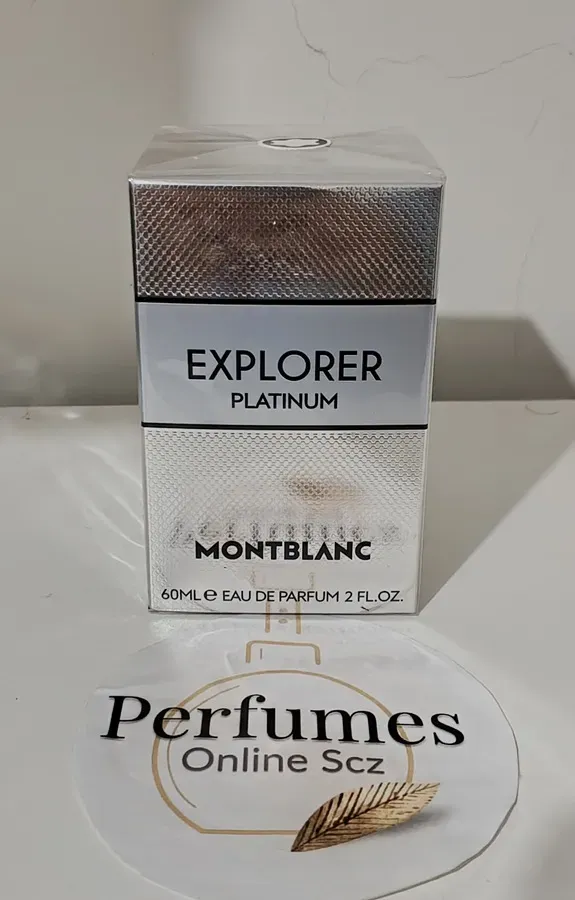 EXPLORER
PLATINUM
MONTBLANC
60ML ℮ EAU DE PARFUM 2 FL.OZ.
Perfumes
Online Scz